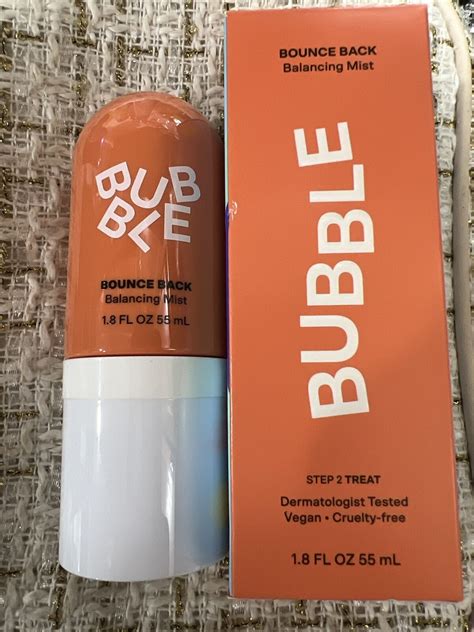 BUB
BLE
BOUNCE BACK
Balancing Mist
1.8 FL OZ 55 mL
BOUNCE BACK
Balancing Mist
BUBBLE
STEP 2 TREAT
Dermatologist Tested
Vegan • Cruelty-free
1.8 FL OZ 55 mL